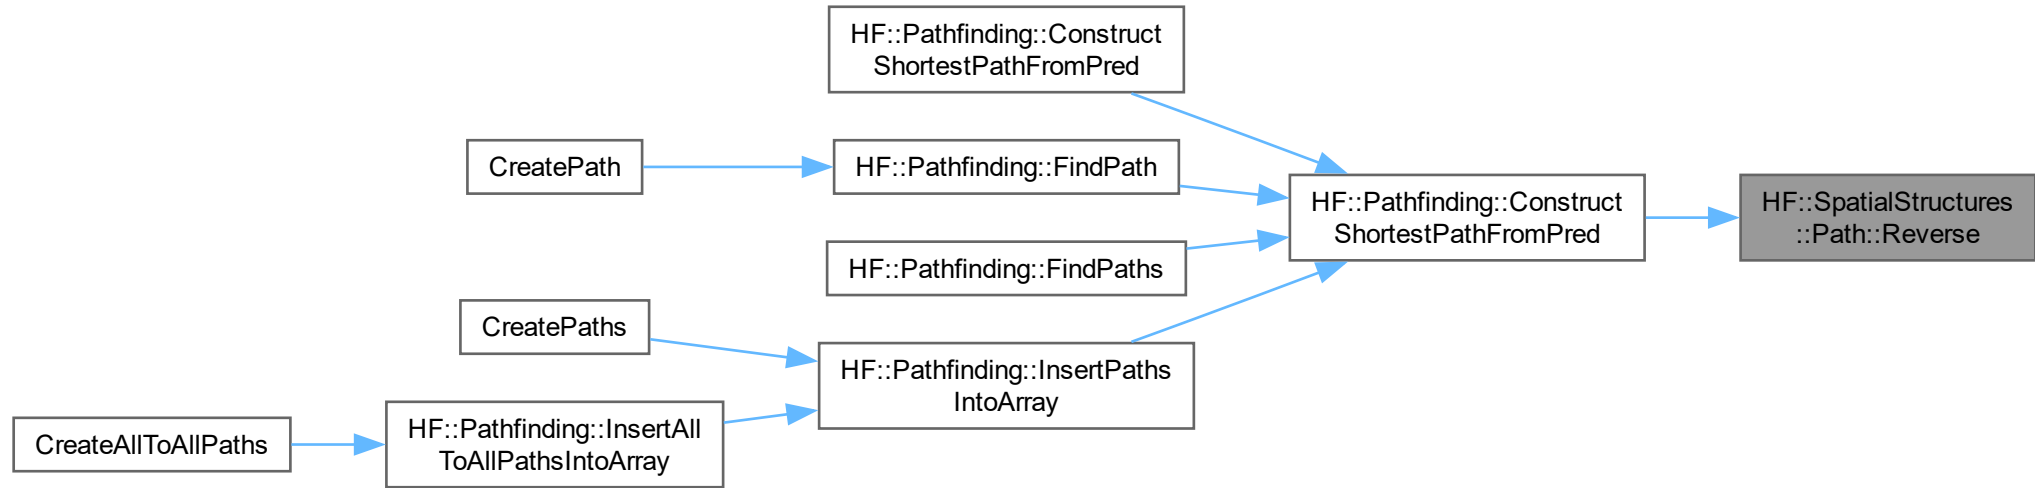 HF::Pathfinding::Construct
ShortestPathFromPred
CreatePath
HF::Pathfinding::FindPath
HF::Pathfinding::Construct
ShortestPathFromPred
HF::SpatialStructures
::Path::Reverse
HF::Pathfinding::FindPaths
CreatePaths
HF::Pathfinding::InsertPaths
IntoArray
CreateAllToAllPaths
HF::Pathfinding::InsertAll
ToAllPathsIntoArray